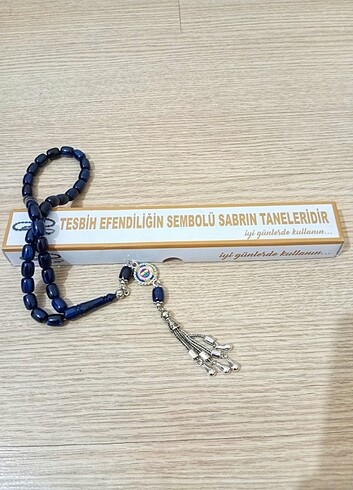 TESBİH EFENDİLİĞİN SEMBOLÜ SABRIN TANELERİDİR
iyi günlerde kullanın...
iyi günlerde kullanın...